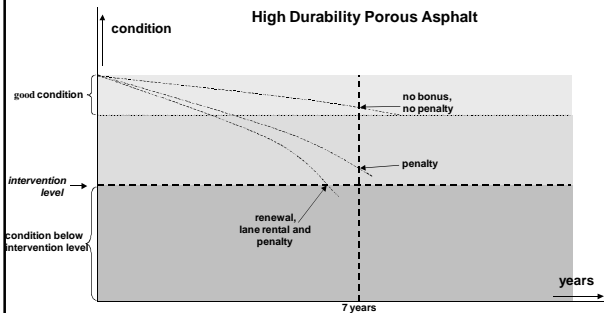 High Durability Porous Asphalt
condition
good condition
no bonus,
no penalty
penalty
intervention
level
renewal,
lane rental and
penalty
condition below
intervention level
years
7 years